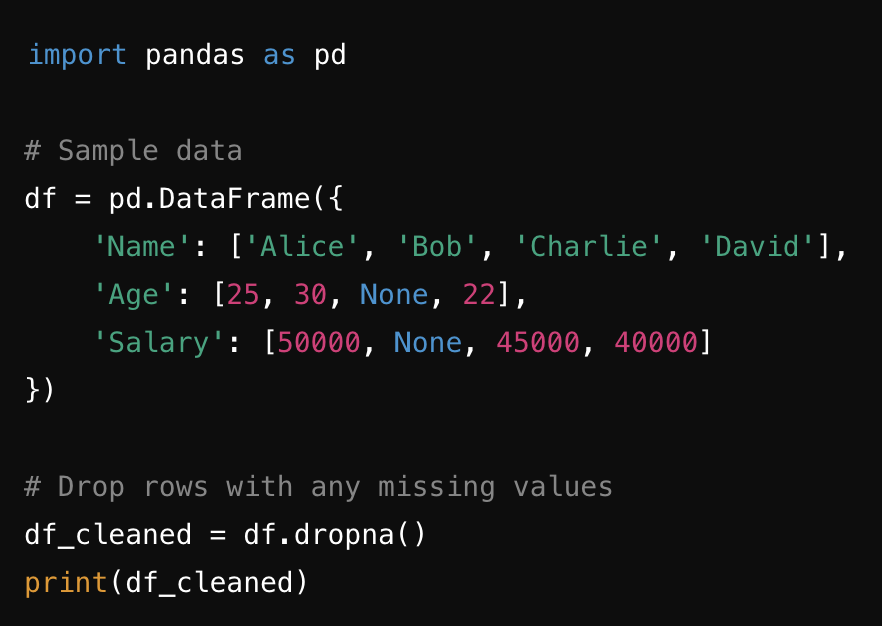 import pandas as pd
# Sample data
df = pd.DataFrame({
    'Name': ['Alice', 'Bob', 'Charlie', 'David'],
    'Age': [25, 30, None, 22],
    'Salary': [50000, None, 45000, 40000]
})
# Drop rows with any missing values
df_cleaned = df.dropna()
print(df_cleaned)